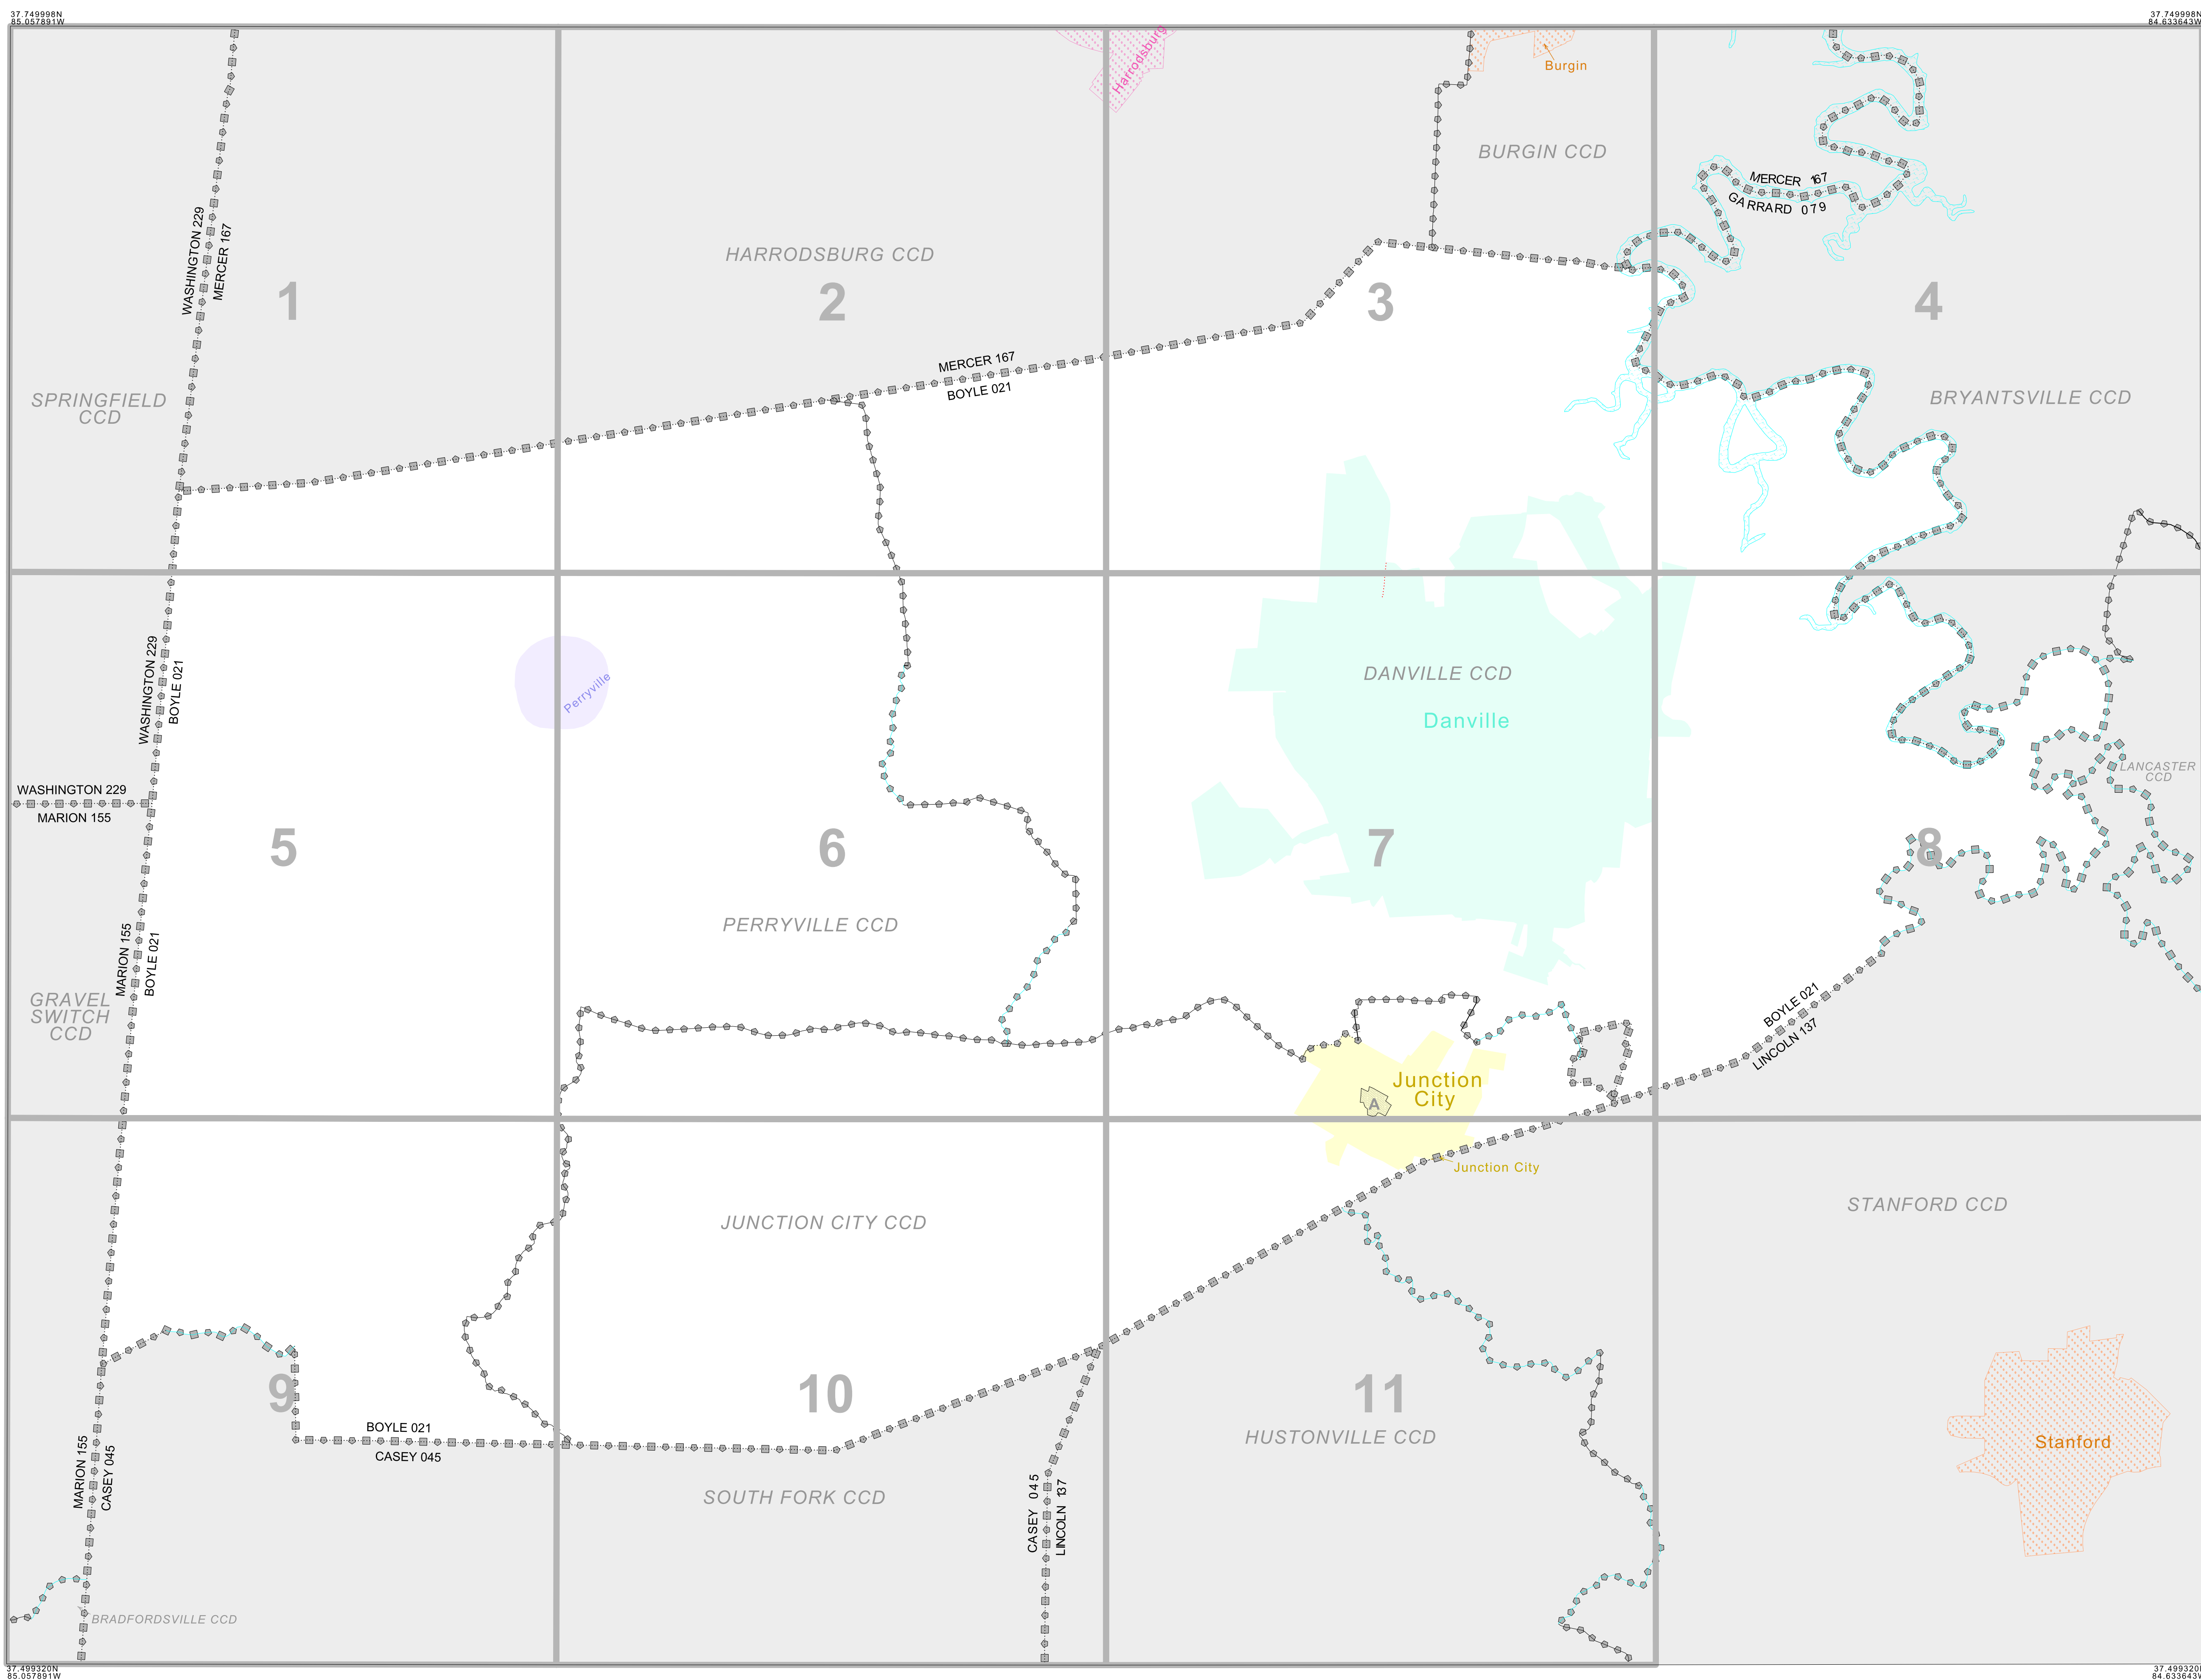 37.749998N
85.057891W
37.749998N
84.633643W
Harrodsburg
Burgin
BURGIN CCD
MERCER 167
GARRARD 079
WASHINGTON 229
MERCER 167
HARRODSBURG CCD
1
2
3
4
MERCER 167
BOYLE 021
SPRINGFIELD
CCD
BRYANTSVILLE CCD
WASHINGTON 229
BOYLE 021
Perryville
DANVILLE CCD
Danville
WASHINGTON 229
MARION 155
LANCASTER
CCD
5
6
7
8
PERRYVILLE CCD
MARION 155
BOYLE 021
GRAVEL
SWITCH
CCD
BOYLE 021
LINCOLN 137
Junction
City
A
Junction City
JUNCTION CITY CCD
STANFORD CCD
9
10
11
BOYLE 021
CASEY 045
HUSTONVILLE CCD
Stanford
MARION 155
CASEY 045
SOUTH FORK CCD
CASEY 045
LINCOLN 137
BRADFORDSVILLE CCD
37.499320N
85.057891W
37.499320N
84.633643W